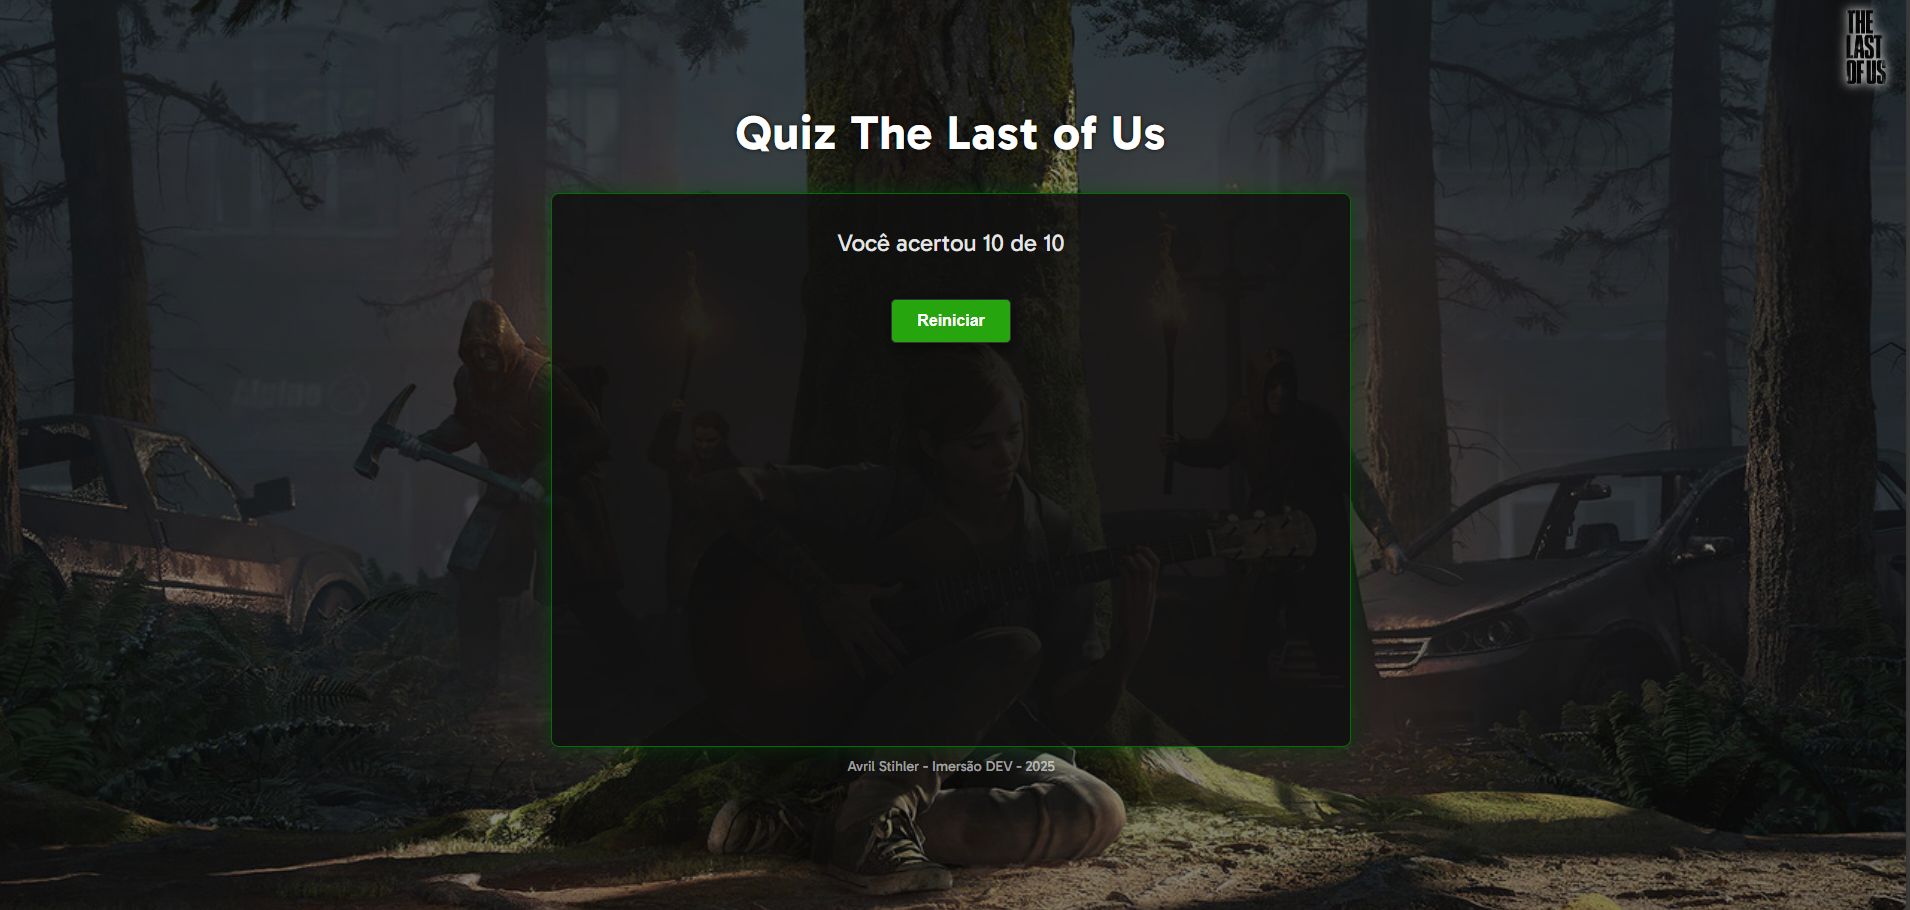 THE
LAST
OF US
Quiz The Last of Us
Você acertou 10 de 10
Reiniciar
Avril Stihler - Imersão DEV - 2025